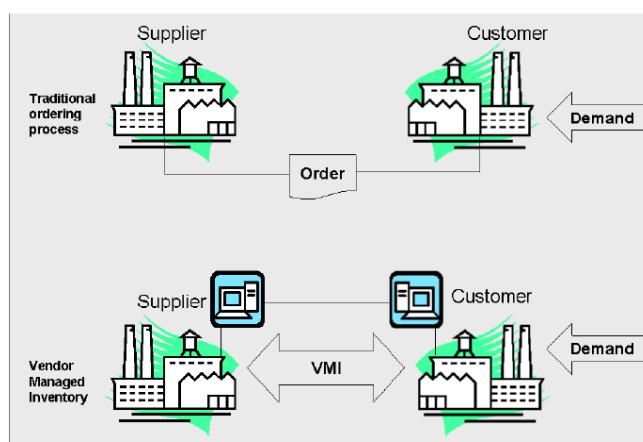 Supplier
Customer
Traditional
ordering
process
Demand
Order
Supplier
Customer
Demand
VMI
Vendor
Managed
Inventory